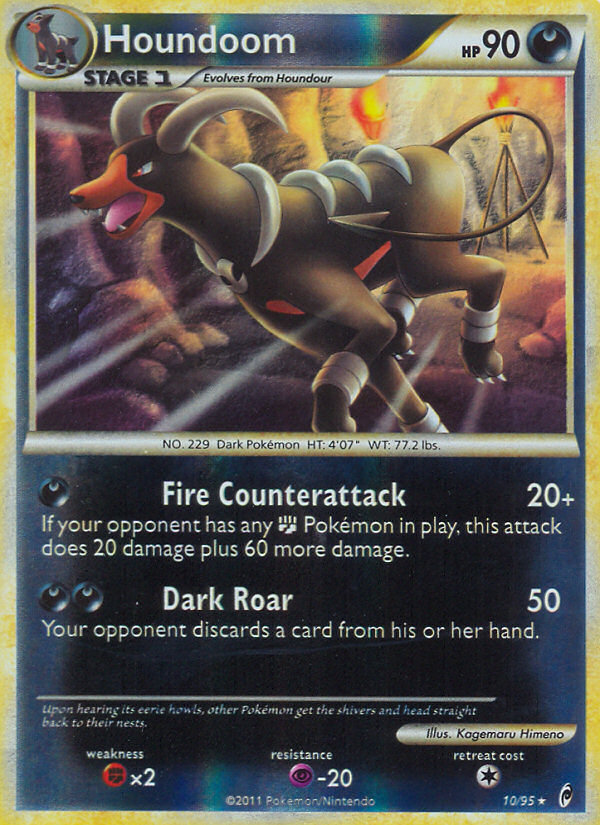 Houndoom
HP 90
STAGE 1
Evolves from Houndour
NO. 229 Dark Pokémon HT: 4'07" WT: 77.2 lbs.
Fire Counterattack 20+
If your opponent has any Pokémon in play, this attack
does 20 damage plus 60 more damage.
Dark Roar 50
Your opponent discards a card from his or her hand.
Upon hearing its eerie howls, other Pokémon get the shivers and head straight
back to their nests.
Illus. Kagemaru Himeno
weakness resistance retreat cost
×2 -20
©2011 Pokémon/Nintendo 10/95 ★